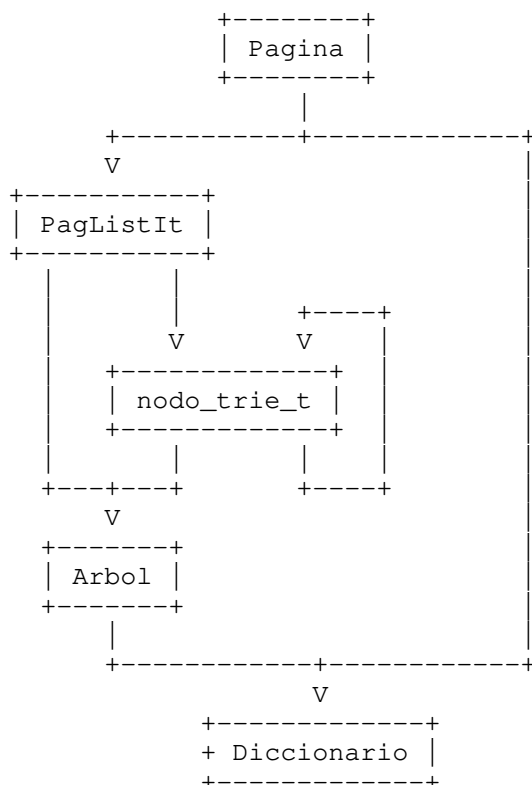 Pagina
V
PagListIt
V V
nodo_trie_t
V
Arbol
V
Diccionario